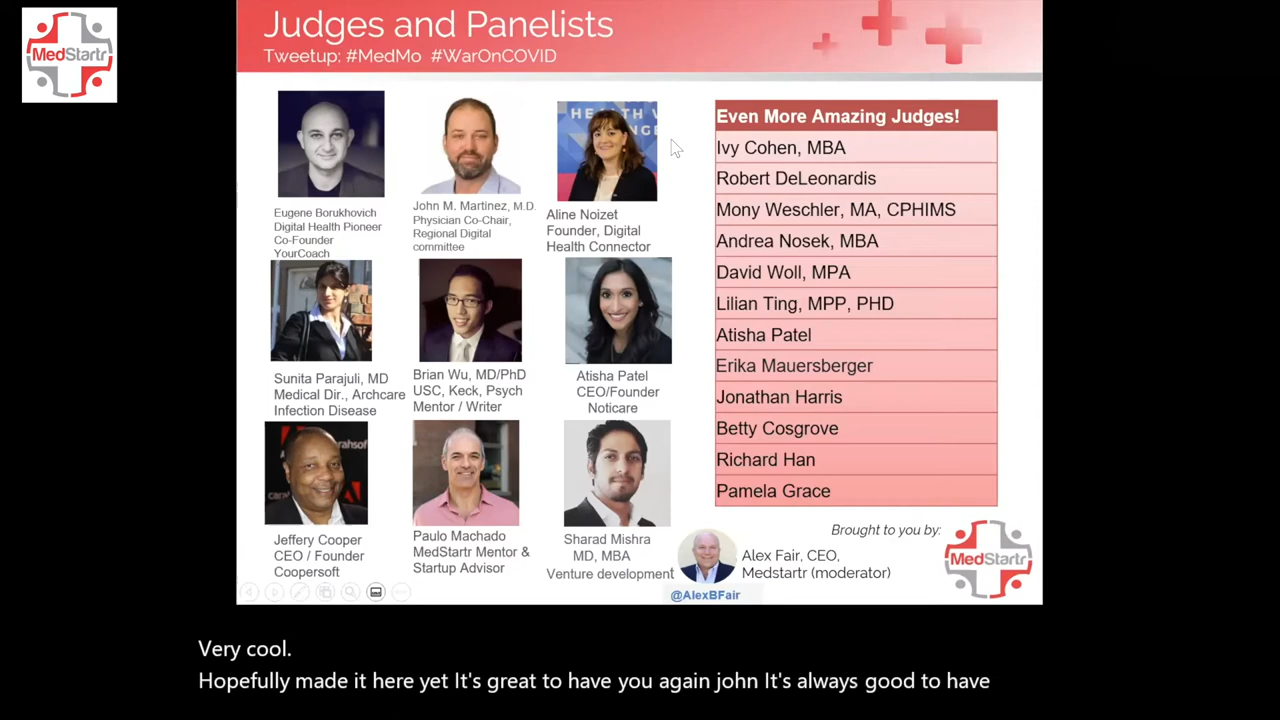 MedStartr
Judges and Panelists
Tweetup: #MedMo #WarOnCOVID
HEALTH
Eugene Borukhovich
Digital Health Pioneer
Co-Founder
YourCoach
John M. Martinez, M.D.
Physician Co-Chair,
Regional Digital
committee
Aline Noizet
Founder, Digital
Health Connector
Sunita Parajuli, MD
Medical Dir., Archcare
Infection Disease
Brian Wu, MD/PhD
USC, Keck, Psych
Mentor / Writer
Atisha Patel
CEO/Founder
Noticare
Jeffery Cooper
CEO / Founder
Coopersoft
Paulo Machado
MedStartr Mentor &
Startup Advisor
Sharad Mishra
MD, MBA
Venture development
Even More Amazing Judges!
Ivy Cohen, MBA
Robert DeLeonardis
Mony Weschler, MA, CPHIMS
Andrea Nosek, MBA
David Woll, MPA
Lilian Ting, MPP, PHD
Atisha Patel
Erika Mauersberger
Jonathan Harris
Betty Cosgrove
Richard Han
Pamela Grace
Brought to you by:
MedStartr
Alex Fair, CEO,
Medstartr (moderator)
@AlexBFair
Very cool.
Hopefully made it here yet It's great to have you again john It's always good to have